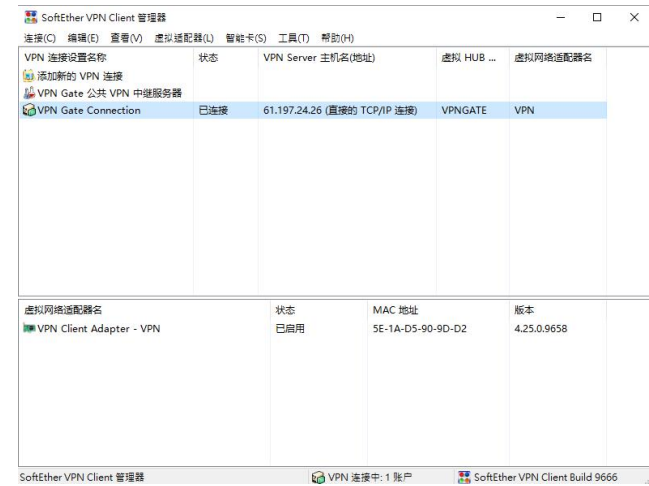 SoftEther VPN Client 管理器
连接(C) 编辑(E) 查看(V) 虚拟适配器(L) 智能卡(S) 工具(T) 帮助(H)
VPN 连接设置名称 状态 VPN Server 主机名(地址) 虚拟 HUB ... 虚拟网络适配器名
添加新的 VPN 连接
VPN Gate 公共 VPN 中继服务器
VPN Gate Connection 已连接 61.197.24.26 (直接的 TCP/IP 连接) VPNGATE VPN
虚拟网络适配器名 状态 MAC 地址 版本
VPN Client Adapter - VPN 已启用 5E-1A-D5-90-9D-D2 4.25.0.9658
SoftEther VPN Client 管理器 VPN 连接中: 1 账户 SoftEther VPN Client Build 9666